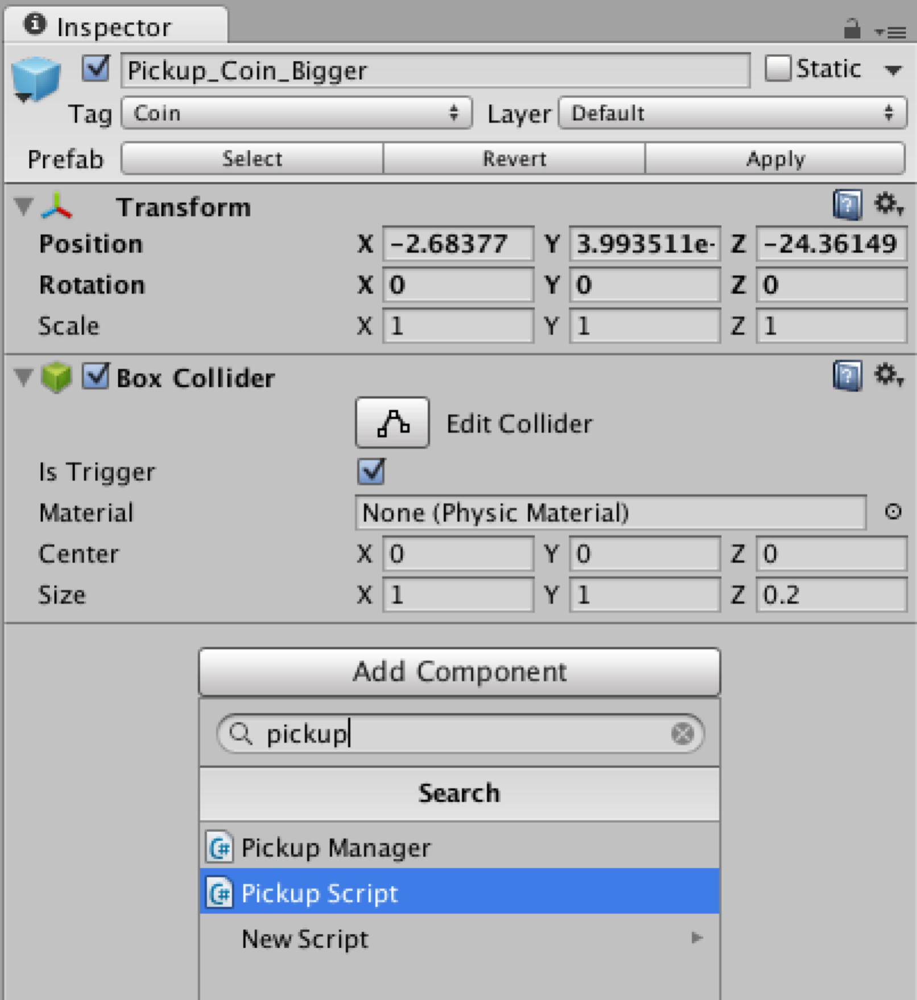 Inspector
Pickup_Coin_Bigger Static
Tag Coin Layer Default
Prefab Select Revert Apply
Transform
Position X -2.68377 Y 3.993511e- Z -24.36149
Rotation X 0 Y 0 Z 0
Scale X 1 Y 1 Z 1
Box Collider
Edit Collider
Is Trigger
Material None (Physic Material)
Center X 0 Y 0 Z 0
Size X 1 Y 1 Z 0.2
Add Component
pickup
Search
C# Pickup Manager
C# Pickup Script
New Script